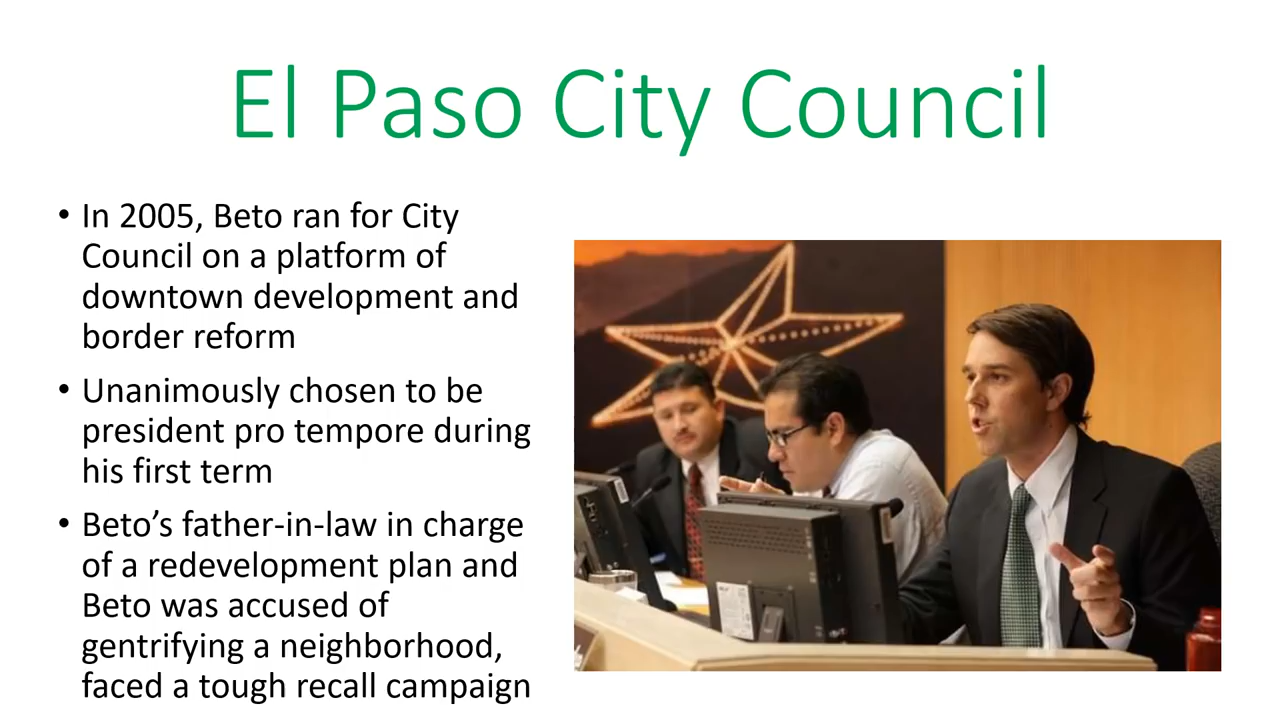 El Paso City Council
• In 2005, Beto ran for City
Council on a platform of
downtown development and
border reform
• Unanimously chosen to be
president pro tempore during
his first term
• Beto’s father-in-law in charge
of a redevelopment plan and
Beto was accused of
gentrifying a neighborhood,
faced a tough recall campaign